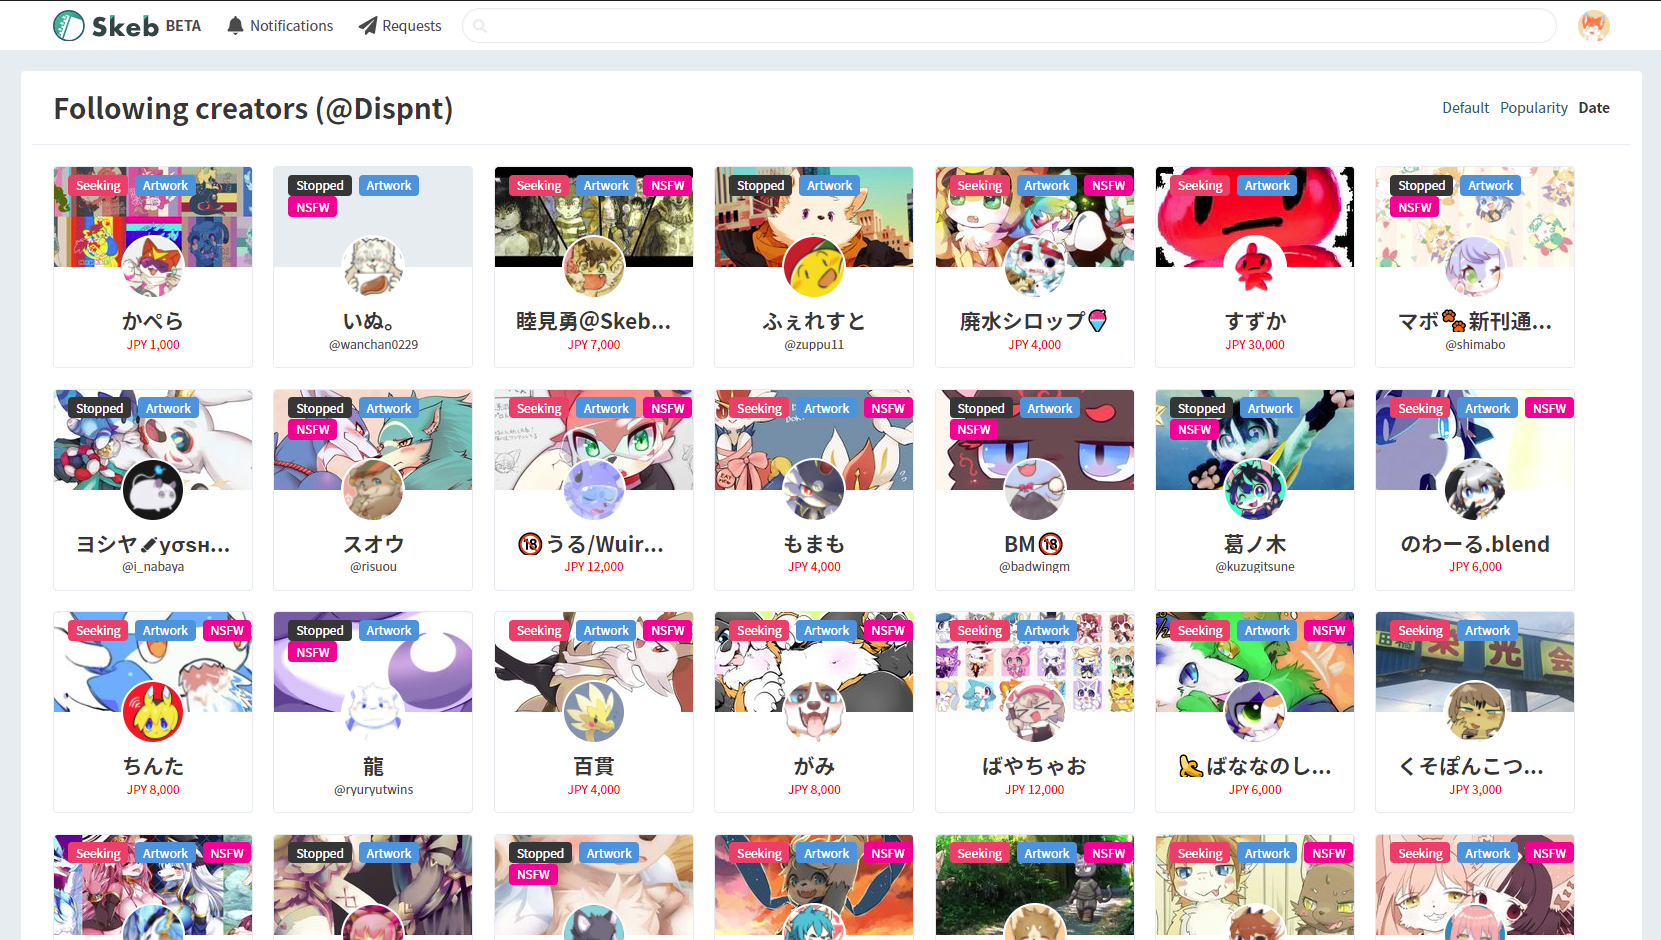 Skeb BETA Notifications Requests
Following creators (@Dispnt)
Default Popularity Date
Seeking Artwork
かぺら
JPY 1,000
Stopped Artwork
NSFW
いぬ。
@wanchan0229
Seeking Artwork NSFW
睦見勇@Skeb...
JPY 7,000
Stopped Artwork
ふぇれすと
@zuppu11
Seeking Artwork NSFW
廃水シロップ🍧
JPY 4,000
Seeking Artwork
すずか
JPY 30,000
Stopped Artwork
NSFW
マボ🐾新刊通...
@shimabo
Stopped Artwork
ヨシヤ🖋yσsʜ...
@i_nabaya
Stopped Artwork
NSFW
スオウ
@risuou
Seeking Artwork NSFW
🔞うる/Wuir...
JPY 12,000
Seeking Artwork NSFW
もまも
JPY 4,000
Stopped Artwork
NSFW
BM🔞
@badwingm
Stopped Artwork
NSFW
葛ノ木
@kuzugitsune
Seeking Artwork NSFW
のわーる.blend
JPY 6,000
Seeking Artwork NSFW
ちんた
JPY 8,000
Stopped Artwork
NSFW
龍
@ryuryutwins
Seeking Artwork NSFW
百貫
JPY 4,000
Seeking Artwork NSFW
がみ
JPY 8,000
Seeking Artwork
ばやちゃお
JPY 12,000
Seeking Artwork NSFW
ばななのし...
JPY 6,000
Seeking Artwork
くそぽんこつ...
JPY 3,000
Seeking Artwork NSFW
Stopped Artwork
Stopped Artwork
NSFW
Seeking Artwork NSFW
Seeking Artwork NSFW
Seeking Artwork NSFW
Seeking Artwork NSFW